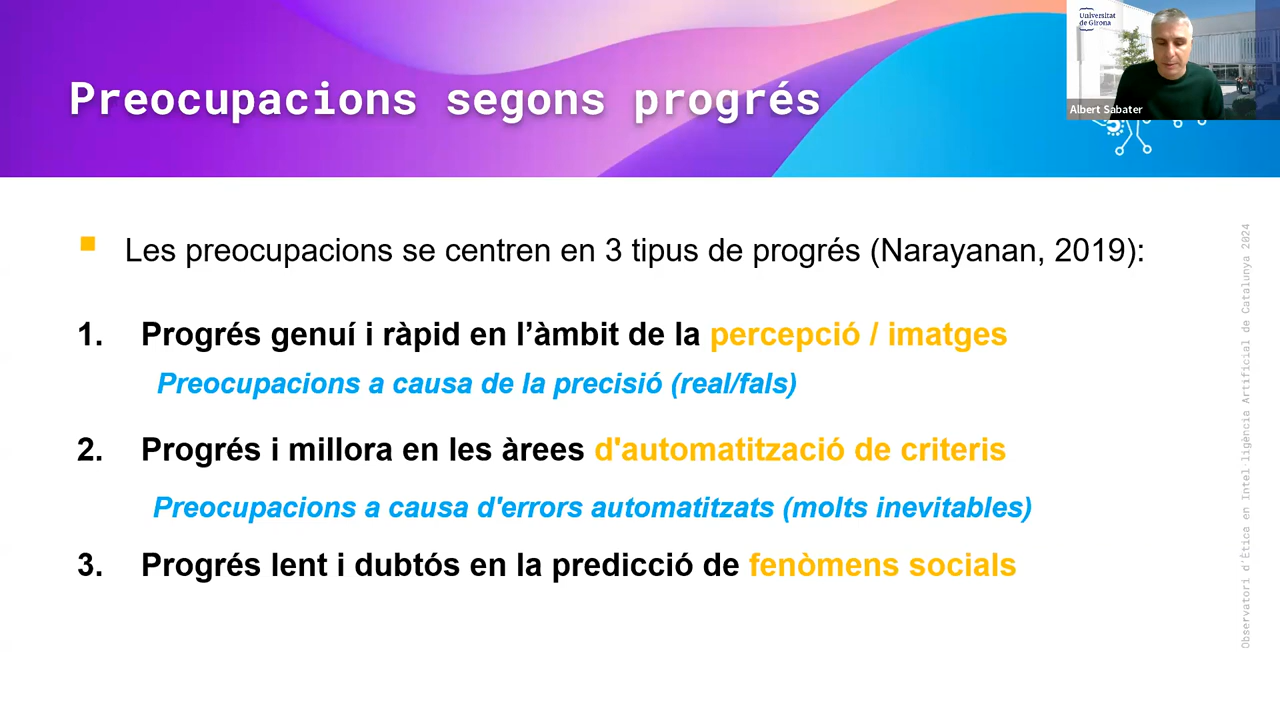 Preocupacions segons progrés
Universitat
de Girona
Albert Sabater
Les preocupacions se centren en 3 tipus de progrés (Narayanan, 2019):
1. Progrés genuí i ràpid en l’àmbit de la percepció / imatges
Preocupacions a causa de la precisió (real/fals)
2. Progrés i millora en les àrees d'automatització de criteris
Preocupacions a causa d'errors automatitzats (molts inevitables)
3. Progrés lent i dubtós en la predicció de fenòmens socials
Observatori d'Ètica en Intel·ligència Artificial de Catalunya 2024